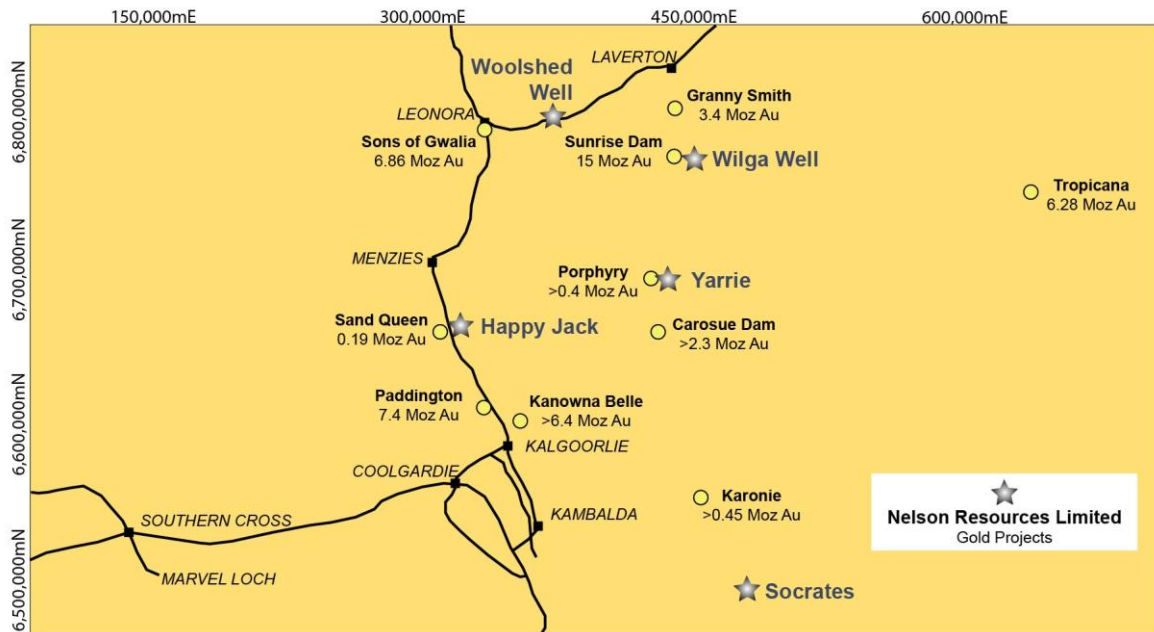 150,000mE
300,000mE
450,000mE
600,000mE
6,800,000mN
6,700,000mN
6,600,000mN
6,500,000mN
LAVERTON
Woolshed
Well
LEONORA
Granny Smith
3.4 Moz Au
Sons of Gwalia
6.86 Moz Au
Sunrise Dam
15 Moz Au
Wilga Well
Tropicana
6.28 Moz Au
MENZIES
Porphyry
>0.4 Moz Au
Yarrie
Sand Queen
0.19 Moz Au
Happy Jack
Carosue Dam
>2.3 Moz Au
Paddington
7.4 Moz Au
Kanowna Belle
>6.4 Moz Au
KALGOORLIE
COOLGARDIE
Karonie
>0.45 Moz Au
SOUTHERN CROSS
KAMBALDA
MARVEL LOCH
Socrates
Nelson Resources Limited
Gold Projects